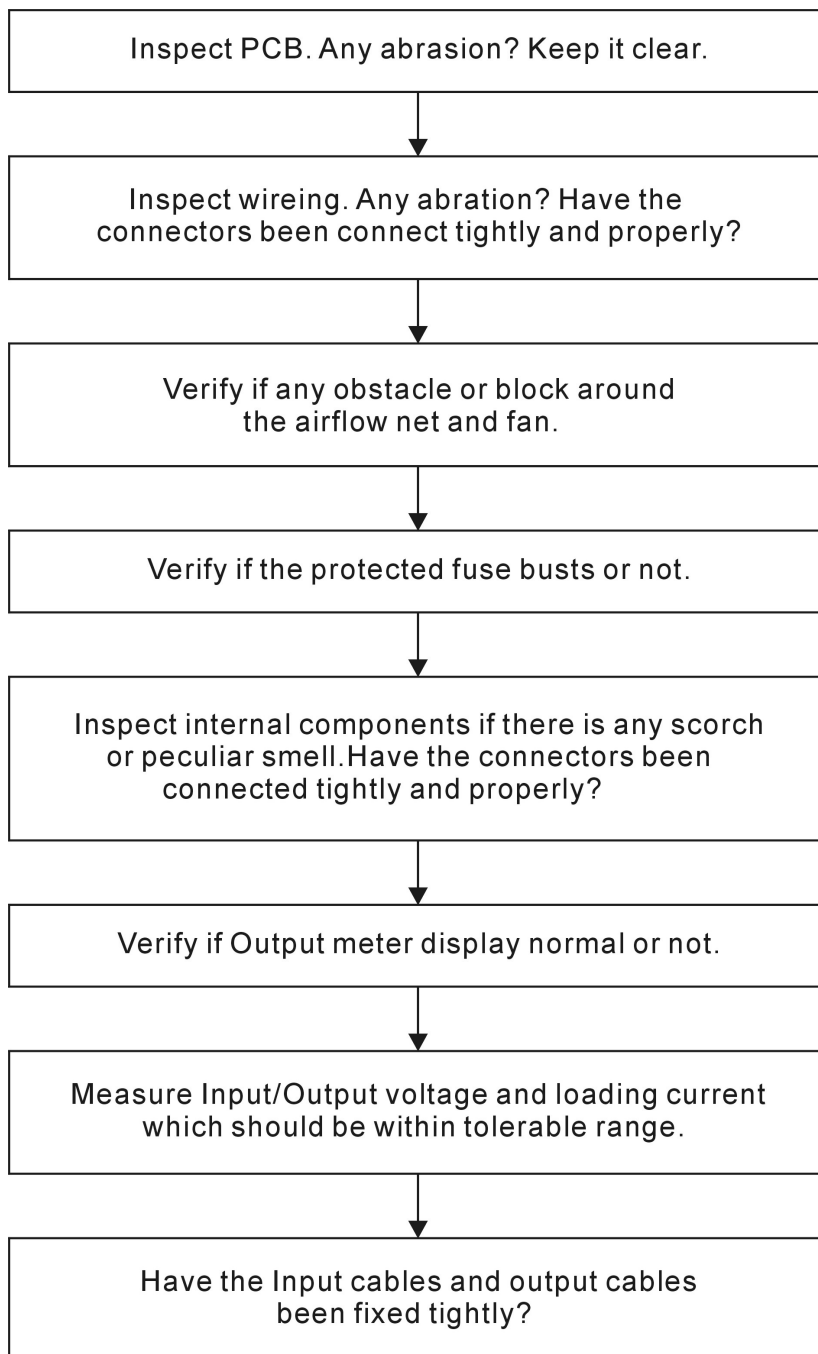 Inspect PCB. Any abrasion? Keep it clear.
Inspect wireing. Any abration? Have the
connectors been connect tightly and properly?
Verify if any obstacle or block around
the airflow net and fan.
Verify if the protected fuse busts or not.
Inspect internal components if there is any scorch
or peculiar smell.Have the connectors been
connected tightly and properly?
Verify if Output meter display normal or not.
Measure Input/Output voltage and loading current
which should be within tolerable range.
Have the Input cables and output cables
been fixed tightly?